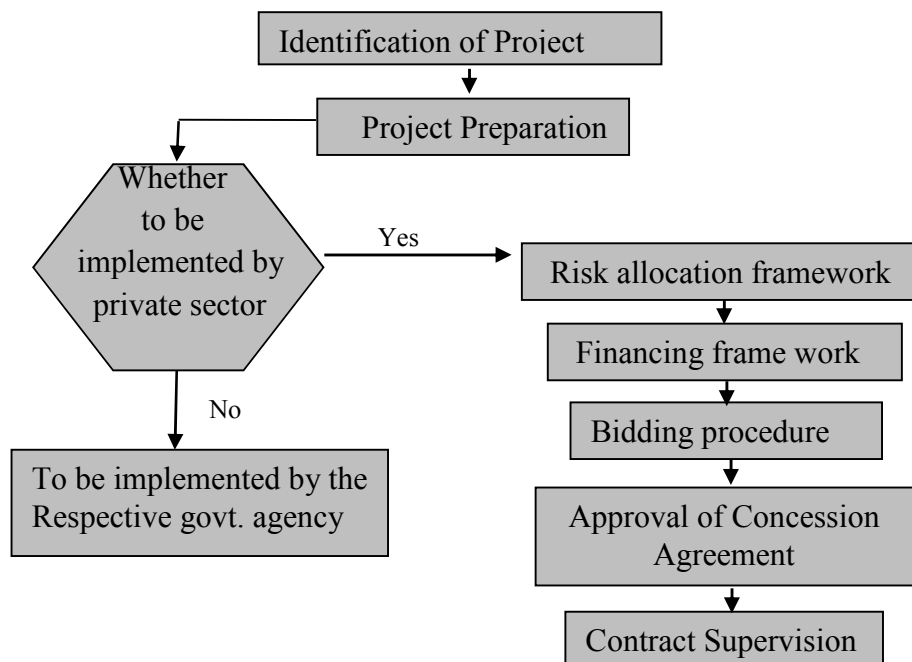 Identification of Project
Project Preparation
Whether
to be
implemented by
private sector
Yes
No
To be implemented by the
Respective govt. agency
Risk allocation framework
Financing frame work
Bidding procedure
Approval of Concession
Agreement
Contract Supervision